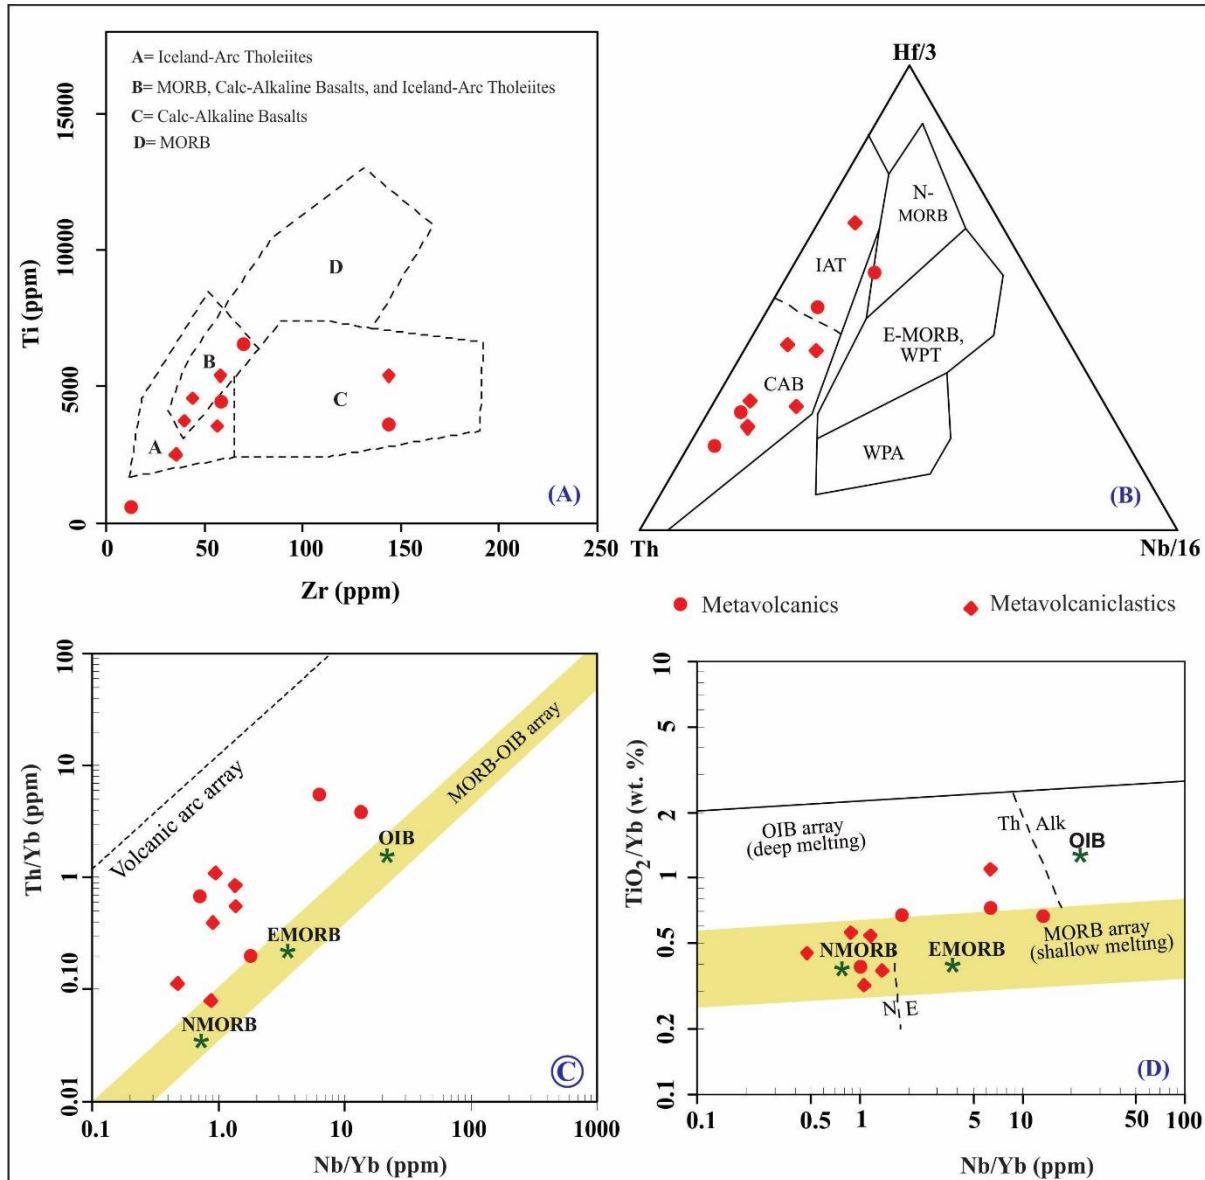 A= Iceland-Arc Tholeiites
B= MORB, Calc-Alkaline Basalts, and Iceland-Arc Tholeiites
C= Calc-Alkaline Basalts
D= MORB
15000
10000
5000
0
Ti (ppm)
D
B
C
A
(A)
0
50
100
150
200
250
Zr (ppm)
Hf/3
N-
MORB
IAT
E-MORB,
WPT
CAB
WPA
(B)
Th
Nb/16
Metavolcanics
Metavolcaniclastics
100
10
1
0.10
0.01
Th/Yb (ppm)
Volcanic arc array
MORB-OIB array
OIB
EMORB
NMORB
C
0.1
1.0
10
100
1000
Nb/Yb (ppm)
10
5
2
1
0.5
0.2
0.1
TiO2/Yb (wt. %)
OIB array
(deep melting)
Th
Alk
OIB
MORB array
(shallow melting)
NMORB
EMORB
N
E
(D)
0.1
1
10
50
100
Nb/Yb (ppm)